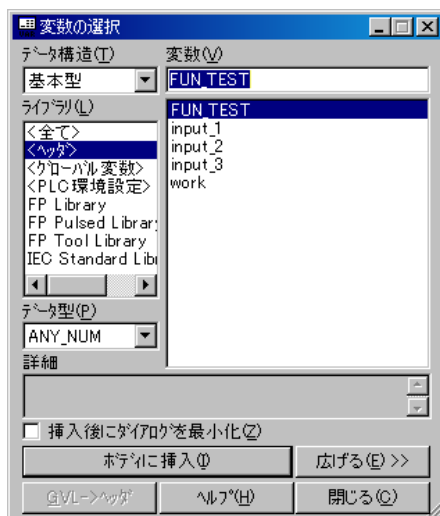 変数の選択
ﾃﾞｰﾀ構造(T)
基本型
変数(V)
FUN_TEST
ﾗｲﾌﾞﾗﾘ(L)
<全て>
<ﾍｯﾀﾞ>
<ｸﾞﾛｰﾊﾞﾙ変数>
<PLC環境設定>
FP Library
FP Pulsed Library
FP Tool Library
IEC Standard Lib
FUN_TEST
input_1
input_2
input_3
work
ﾃﾞｰﾀ型(P)
ANY_NUM
詳細
挿入後にﾀﾞｲｱﾛｸﾞを最小化(Z)
ﾎﾞﾃﾞｨに挿入(I)
広げる(E) >>
GVL->ﾍｯﾀﾞ
ﾍﾙﾌﾟ(H)
閉じる(C)